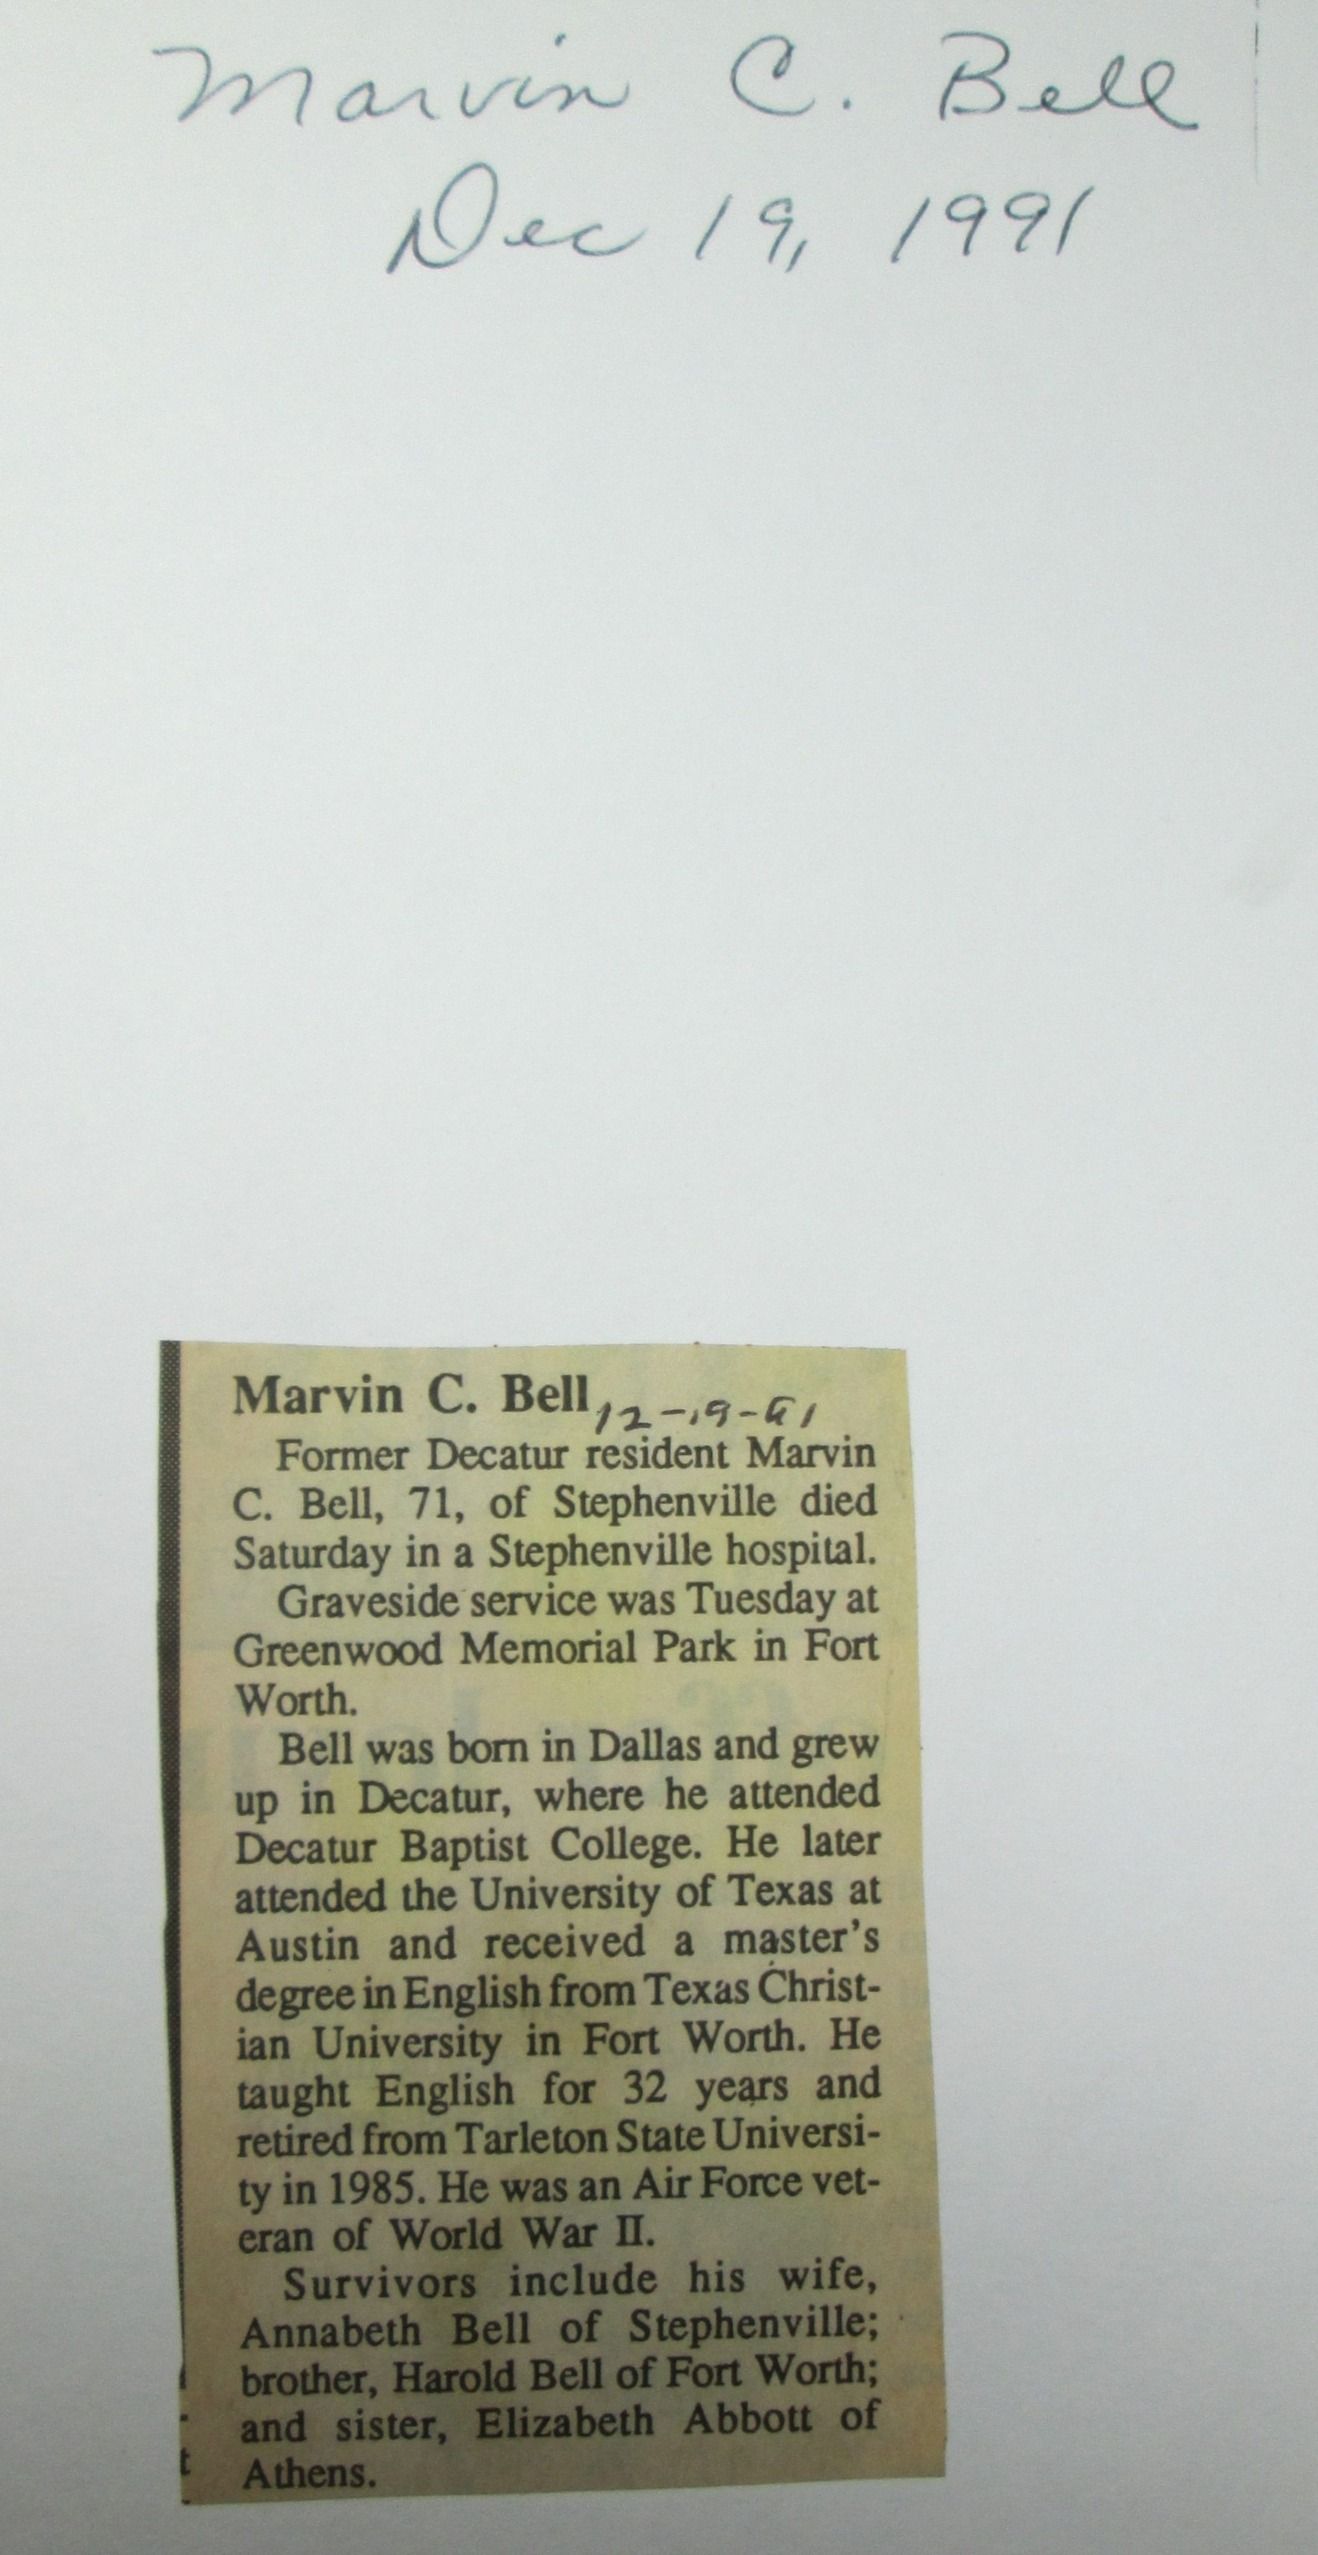 Marvin C. Bell
Dec 19, 1991
Marvin C. Bell, 12-19-91
Former Decatur resident Marvin
C. Bell, 71, of Stephenville died
Saturday in a Stephenville hospital.
Graveside service was Tuesday at
Greenwood Memorial Park in Fort
Worth.
Bell was born in Dallas and grew
up in Decatur, where he attended
Decatur Baptist College. He later
attended the University of Texas at
Austin and received a master's
degree in English from Texas Christ-
ian University in Fort Worth. He
taught English for 32 years and
retired from Tarleton State Universi-
ty in 1985. He was an Air Force vet-
eran of World War II.
Survivors include his wife,
Annabeth Bell of Stephenville;
brother, Harold Bell of Fort Worth;
and sister, Elizabeth Abbott of
Athens.